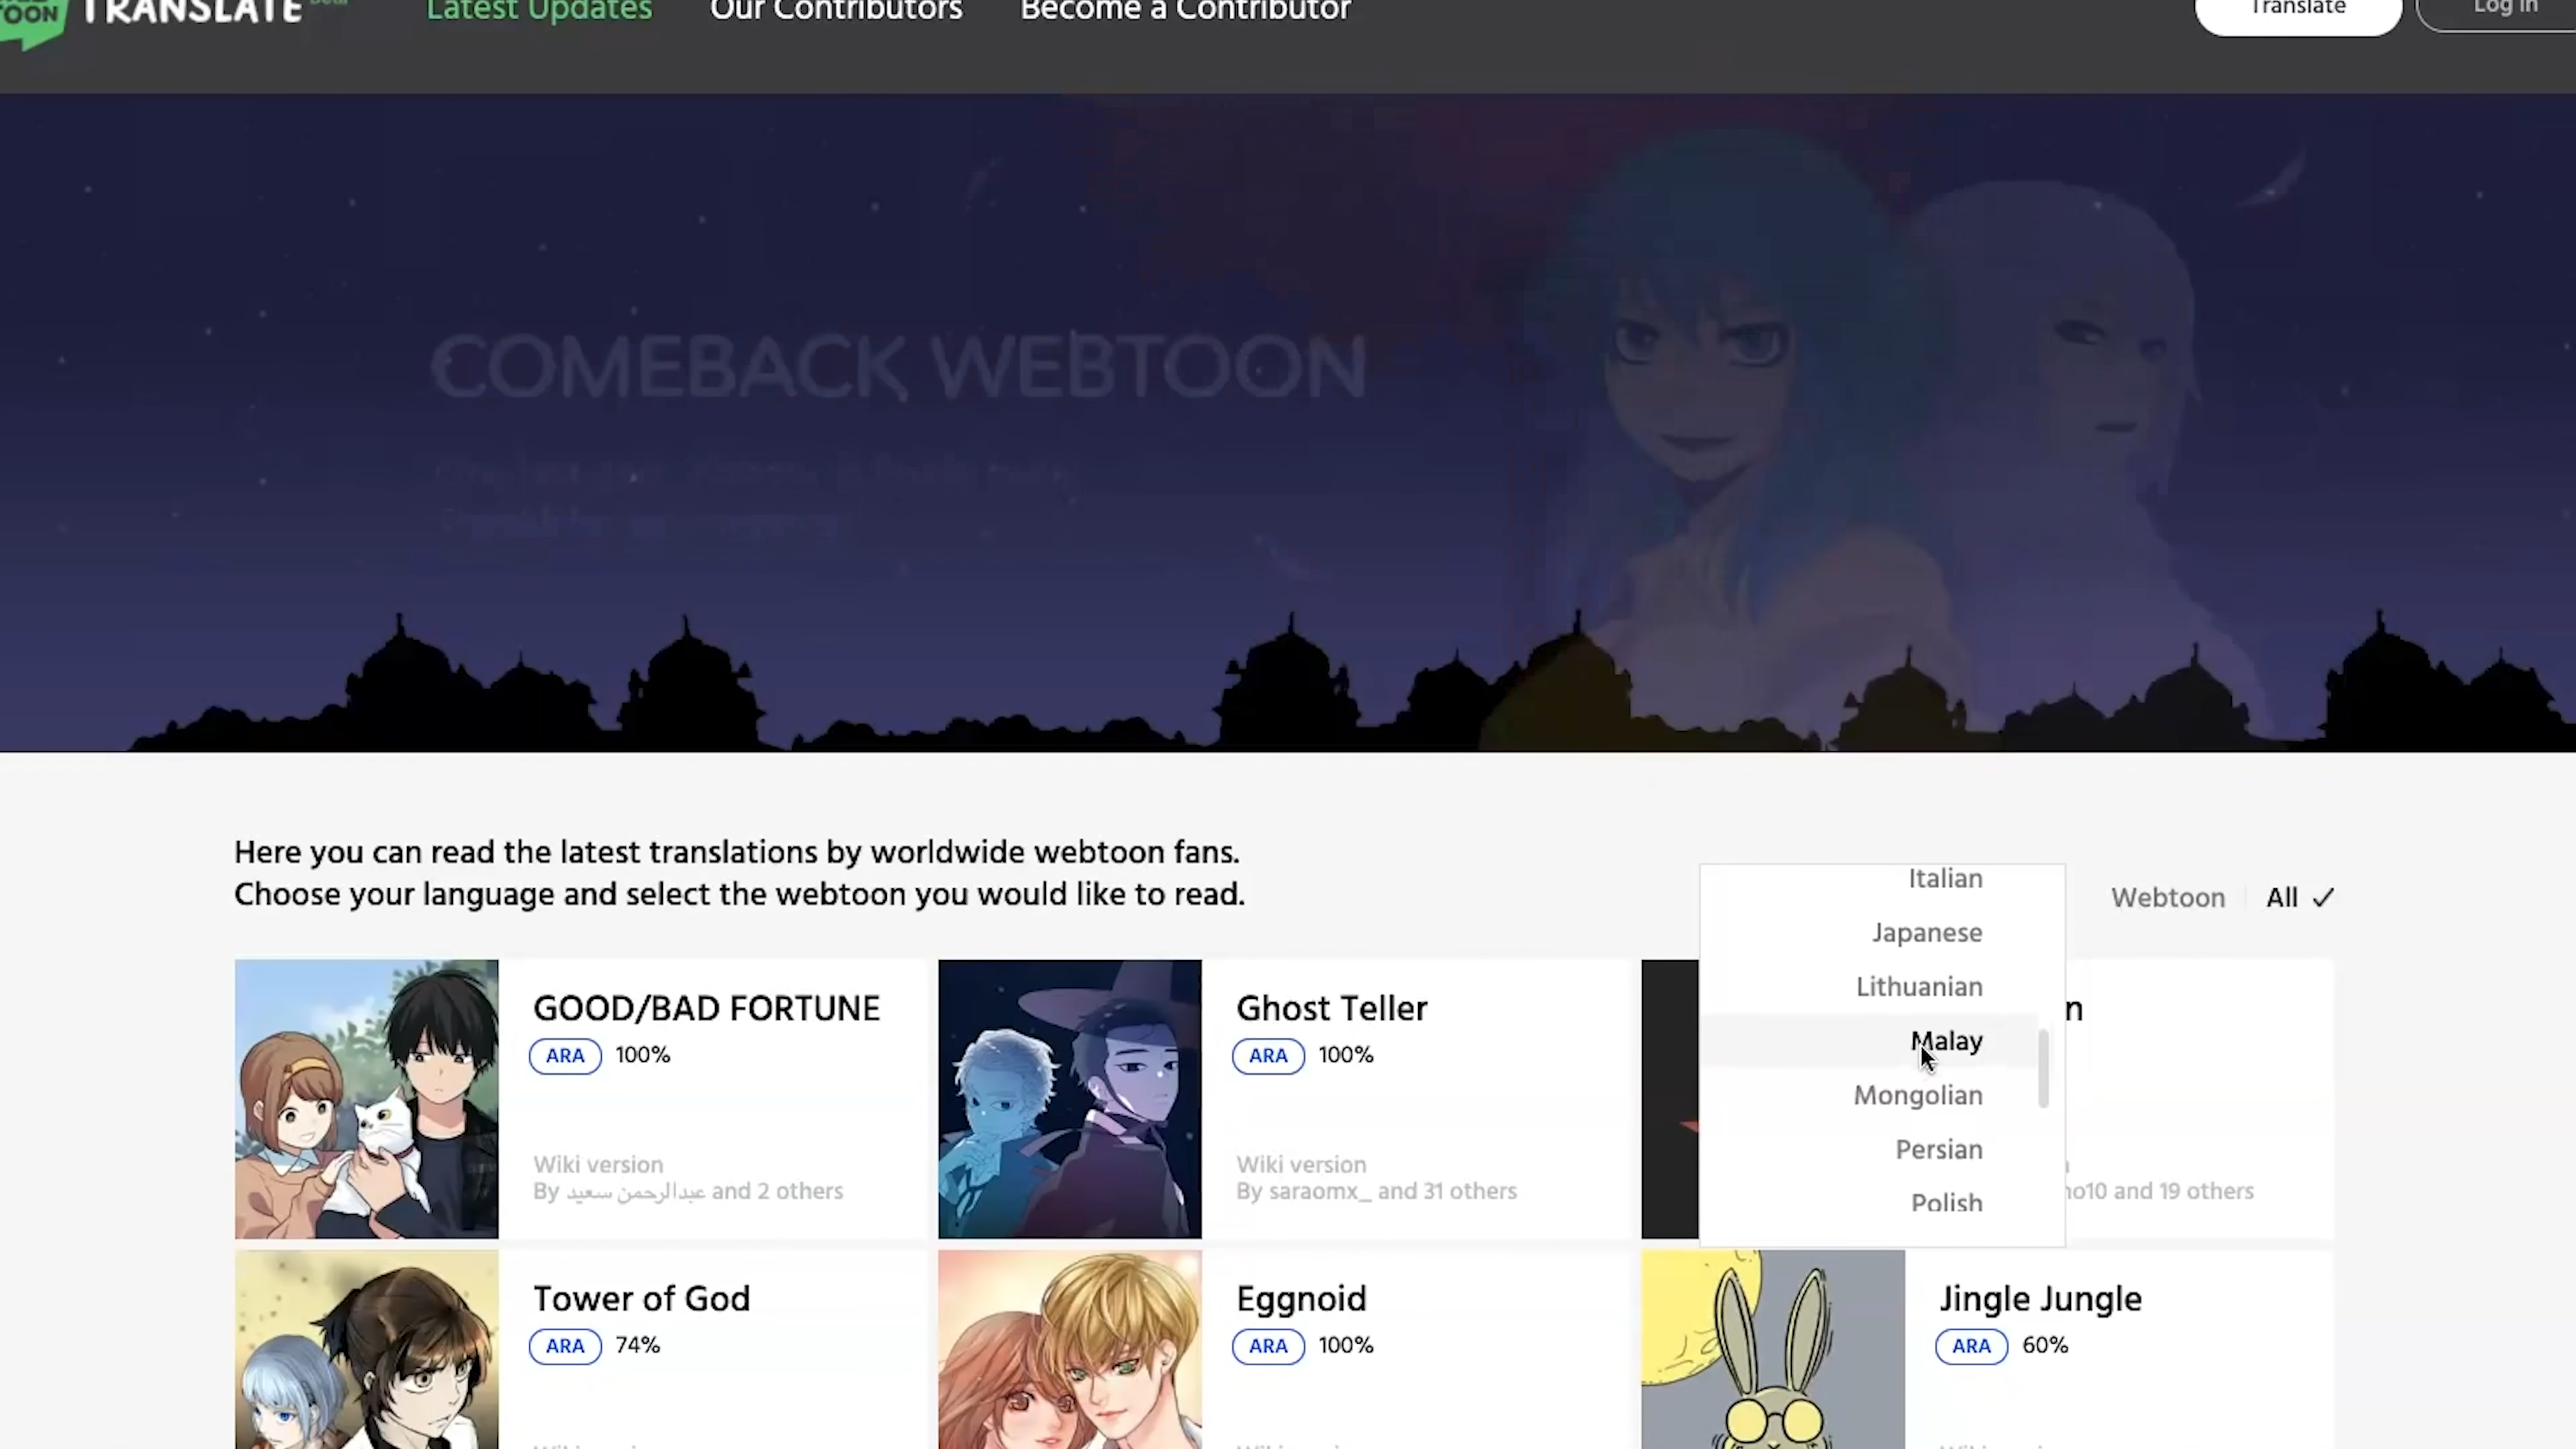 TOON TRANSLATE Beta
Latest Updates
Our Contributors
Become a Contributor
Translate
Log In
COMEBACK WEBTOON
Here you can read the latest translations by worldwide webtoon fans.
Choose your language and select the webtoon you would like to read.
Italian
Japanese
Lithuanian
Malay
Mongolian
Persian
Polish
Webtoon
All
GOOD/BAD FORTUNE
ARA 100%
Wiki version
By عبدالرحمن سعيد and 2 others
Ghost Teller
ARA 100%
Wiki version
By saraomx_ and 31 others
n
o10 and 19 others
Tower of God
ARA 74%
Eggnoid
ARA 100%
Jingle Jungle
ARA 60%